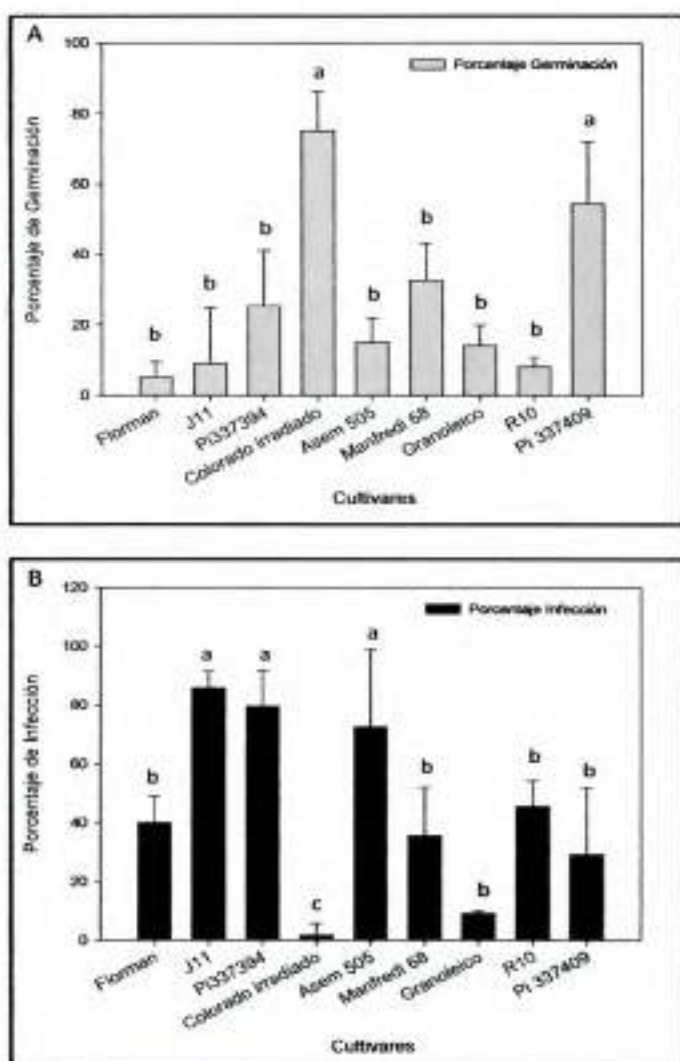 A
100
80
60
40
20
0
Porcentaje de Germinación
Porcentaje Germinación
b
b
b
a
b
b
b
b
a
Florman
J11
PI337394
Colorado irradiado
Asem 505
Manfredi 68
Granoleico
R10
PI 337409
Cultivares
B
120
100
80
60
40
20
0
Porcentaje de Infección
Porcentaje Infección
b
a
a
c
a
b
b
b
b
Florman
J11
PI337394
Colorado irradiado
Asem 505
Manfredi 68
Granoleico
R10
PI 337409
Cultivares